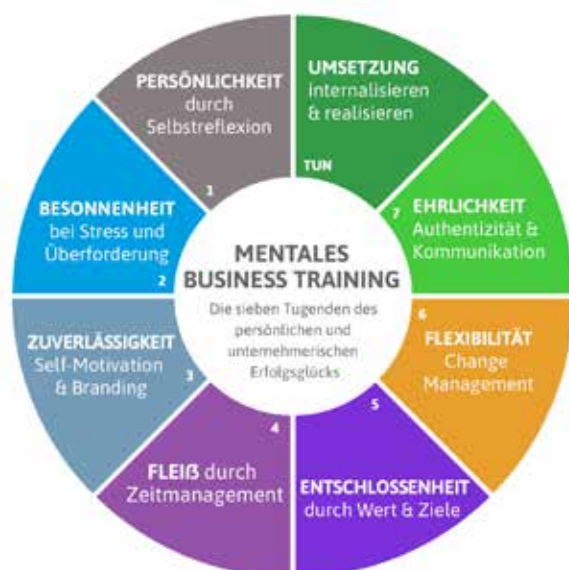 MENTALES
BUSINESS TRAINING
Die sieben Tugenden des
persönlichen und
unternehmerischen
Erfolgsglücks
PERSÖNLICHKEIT
durch
Selbstreflexion
1
BESONNENHEIT
bei Stress und
Überforderung
2
ZUVERLÄSSIGKEIT
Self-Motivation
& Branding
3
4
FLEIß durch
Zeitmanagement
5
ENTSCHLOSSENHEIT
durch Wert & Ziele
6
FLEXIBILITÄT
Change
Management
7
EHRLICHKEIT
Authentizität &
Kommunikation
UMSETZUNG
internalisieren
& realisieren
TUN